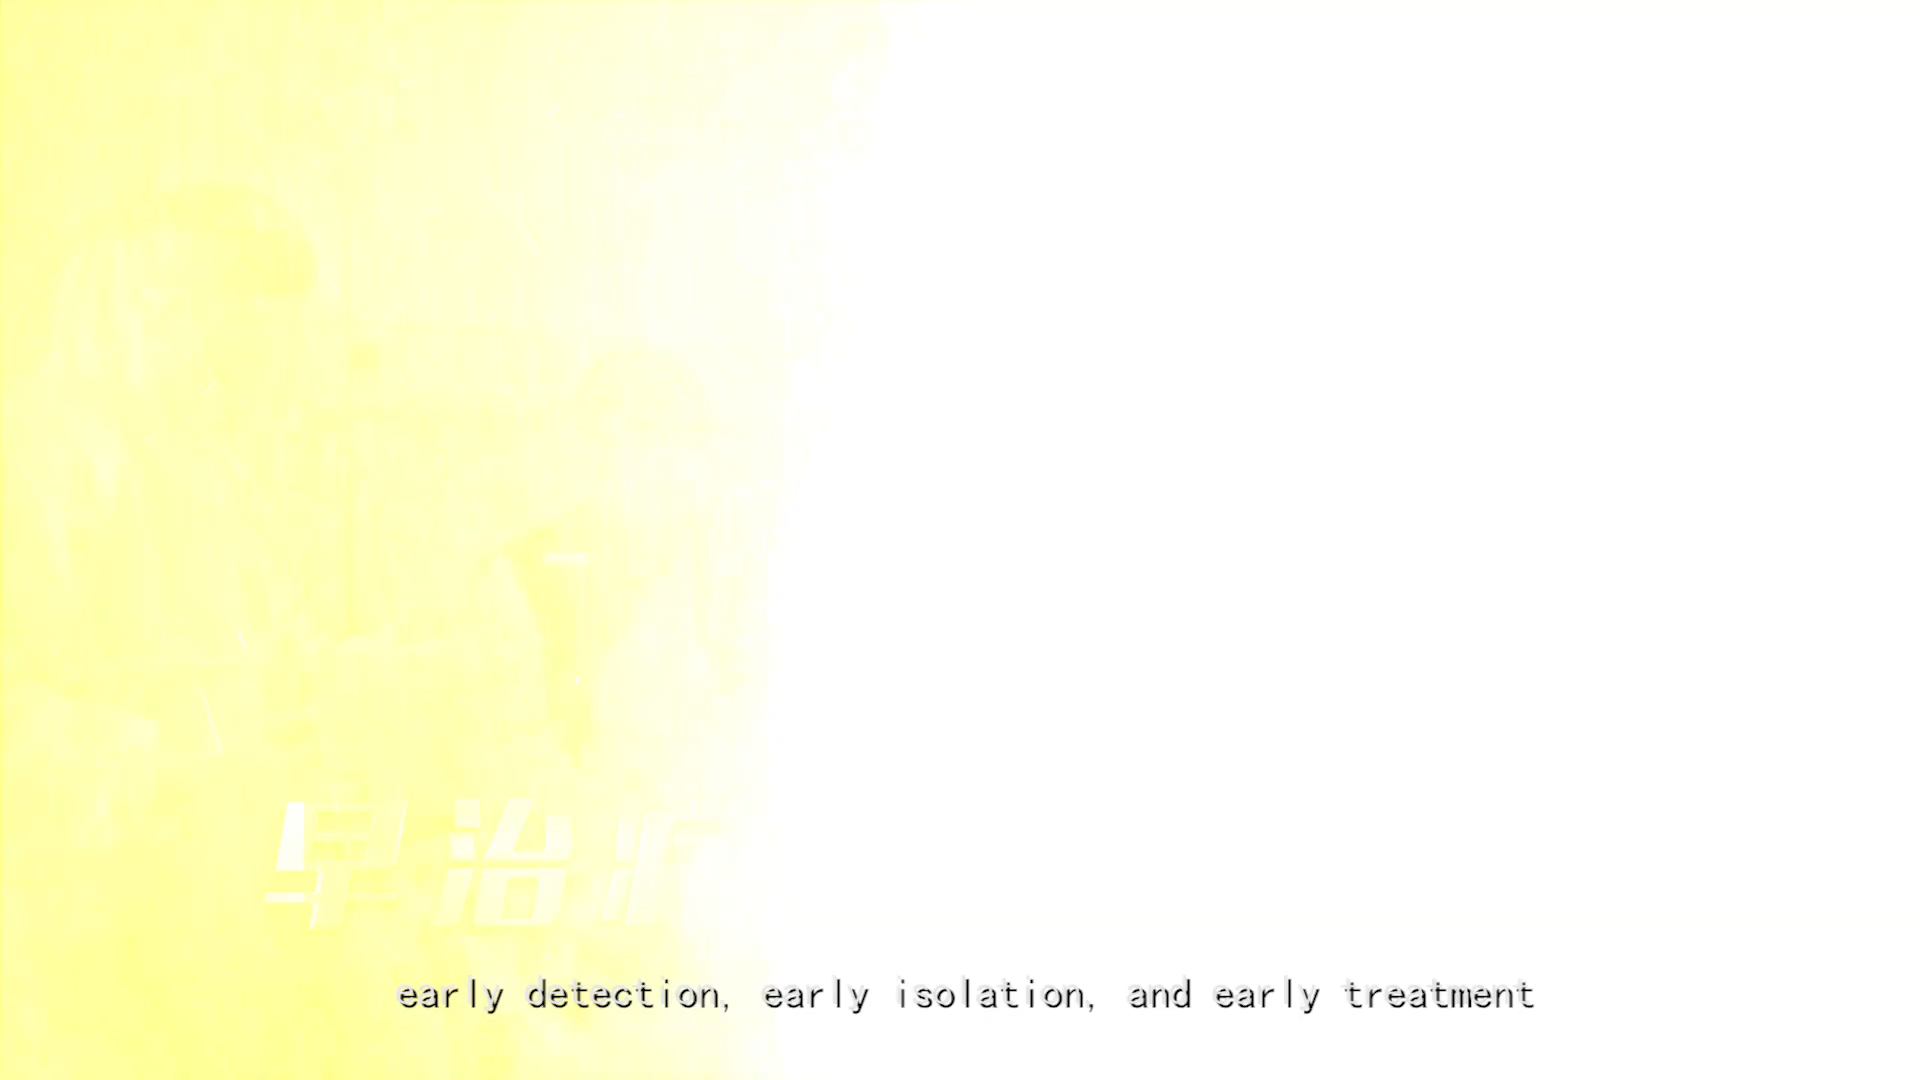 早治
early detection, early isolation, and early treatment